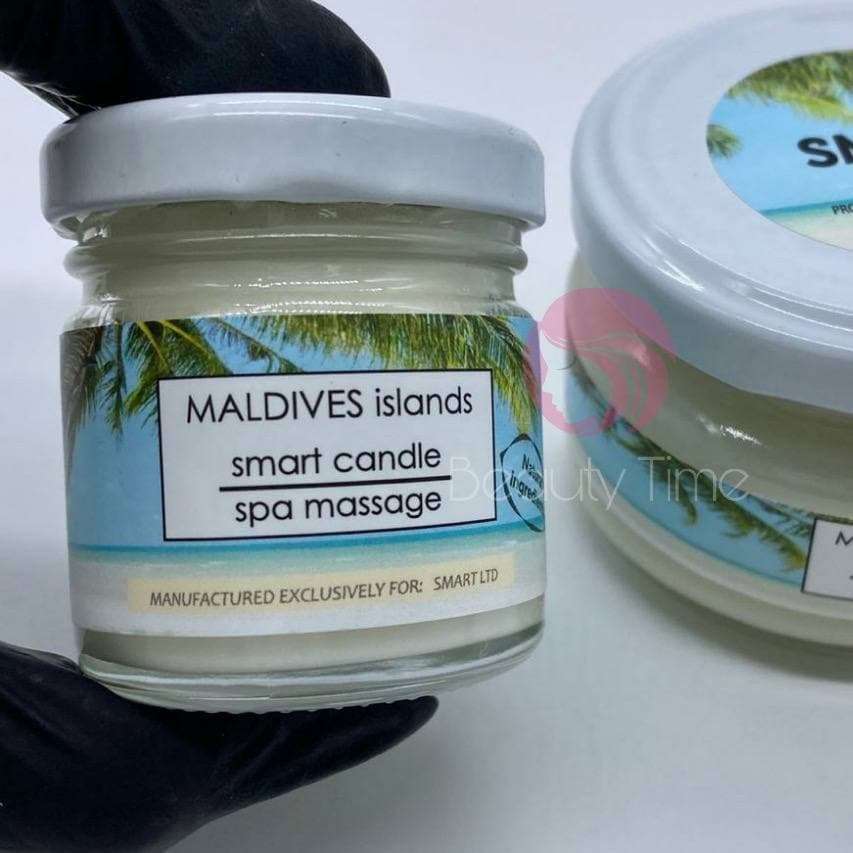 MALDIVES islands
smart candle
spa massage
MANUFACTURED EXCLUSIVELY FOR: SMART LTD
Beauty Time